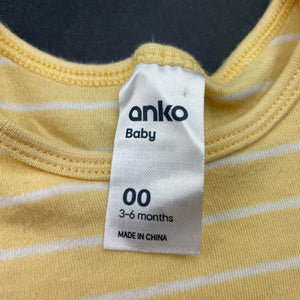 anko
Baby
00
3-6 months
MADE IN CHINA